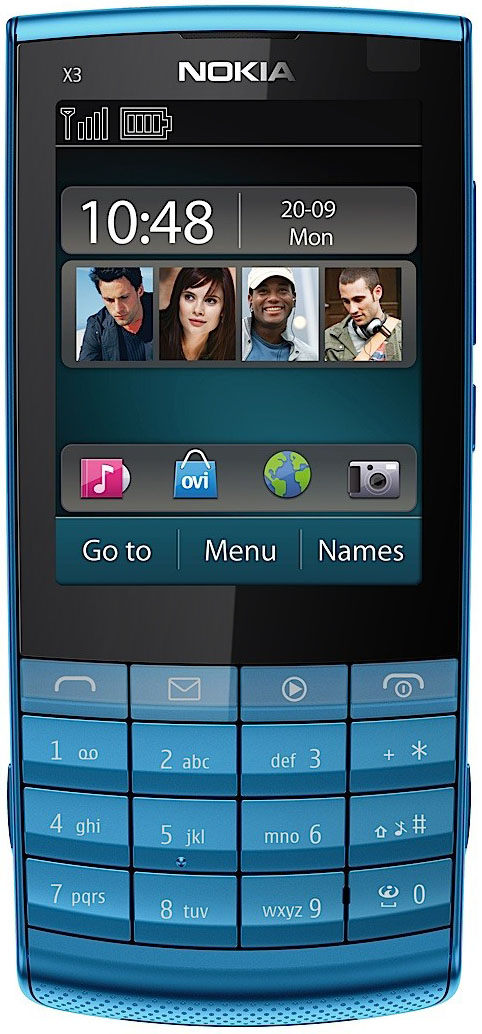 X3 NOKIA
10:48
20-09
Mon
ovi
Go to Menu Names
1 2 abc def 3 + *
4 ghi 5 jkl mno 6 #
7 pqrs 8 tuv wxyz 9 0